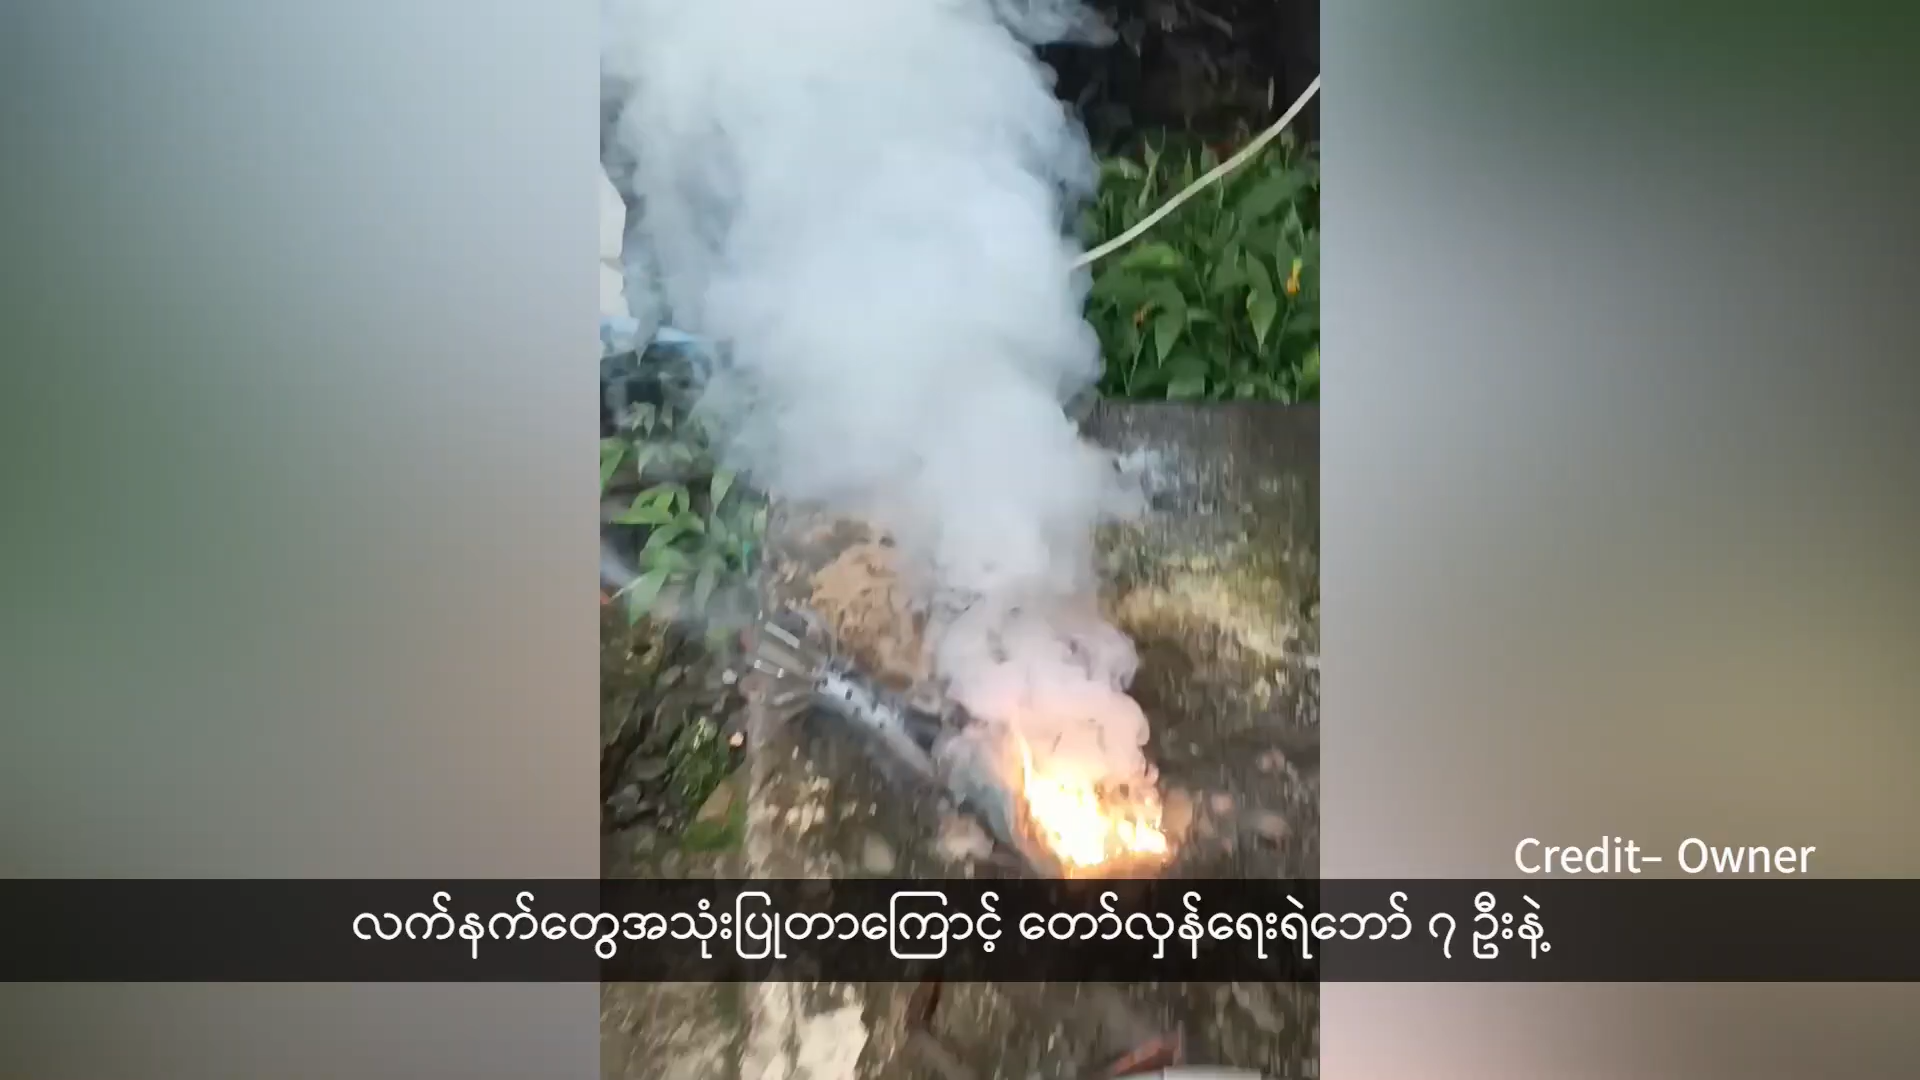 Credit– Owner
လက်နက်တွေအသုံးပြုတာကြောင့် တော်လှန်ရေးရဲဘော် ၇ ဦးနဲ့